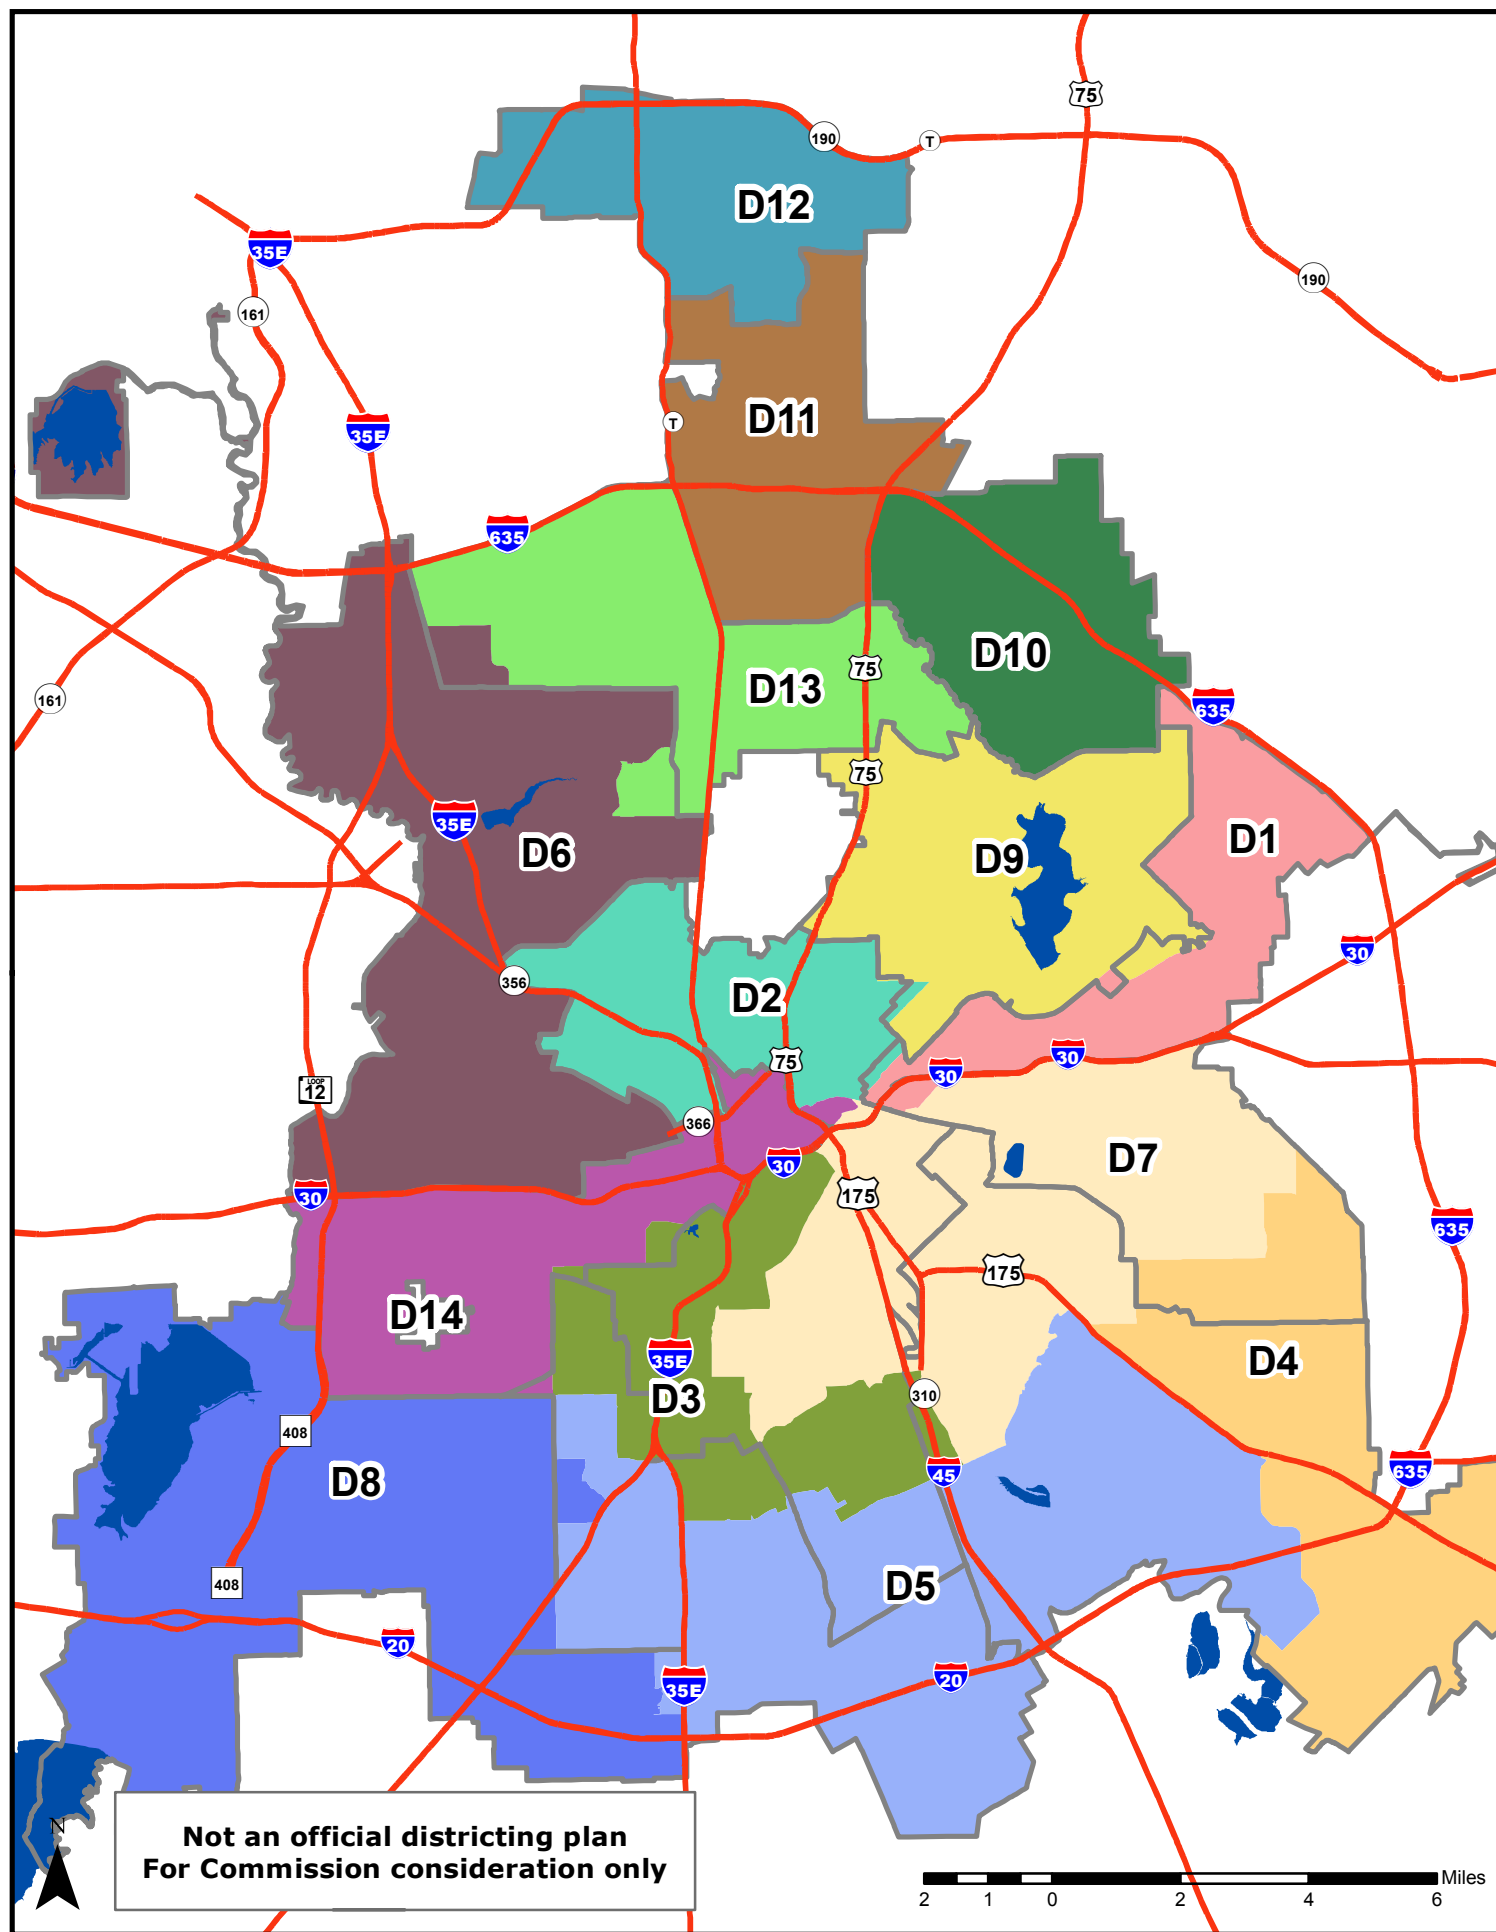 75
190
T
D12
35E
190
161
D11
T
35E
635
D10
D13
75
161
635
75
35E
D6
D9
D1
30
356
D2
75
30
30
LOOP
12
366
D7
30
30
175
635
175
D14
35E
D4
D3
310
408
635
45
D8
408
D5
20
20
35E
N
Not an official districting plan
For Commission consideration only
Miles
2 1 0 2 4 6